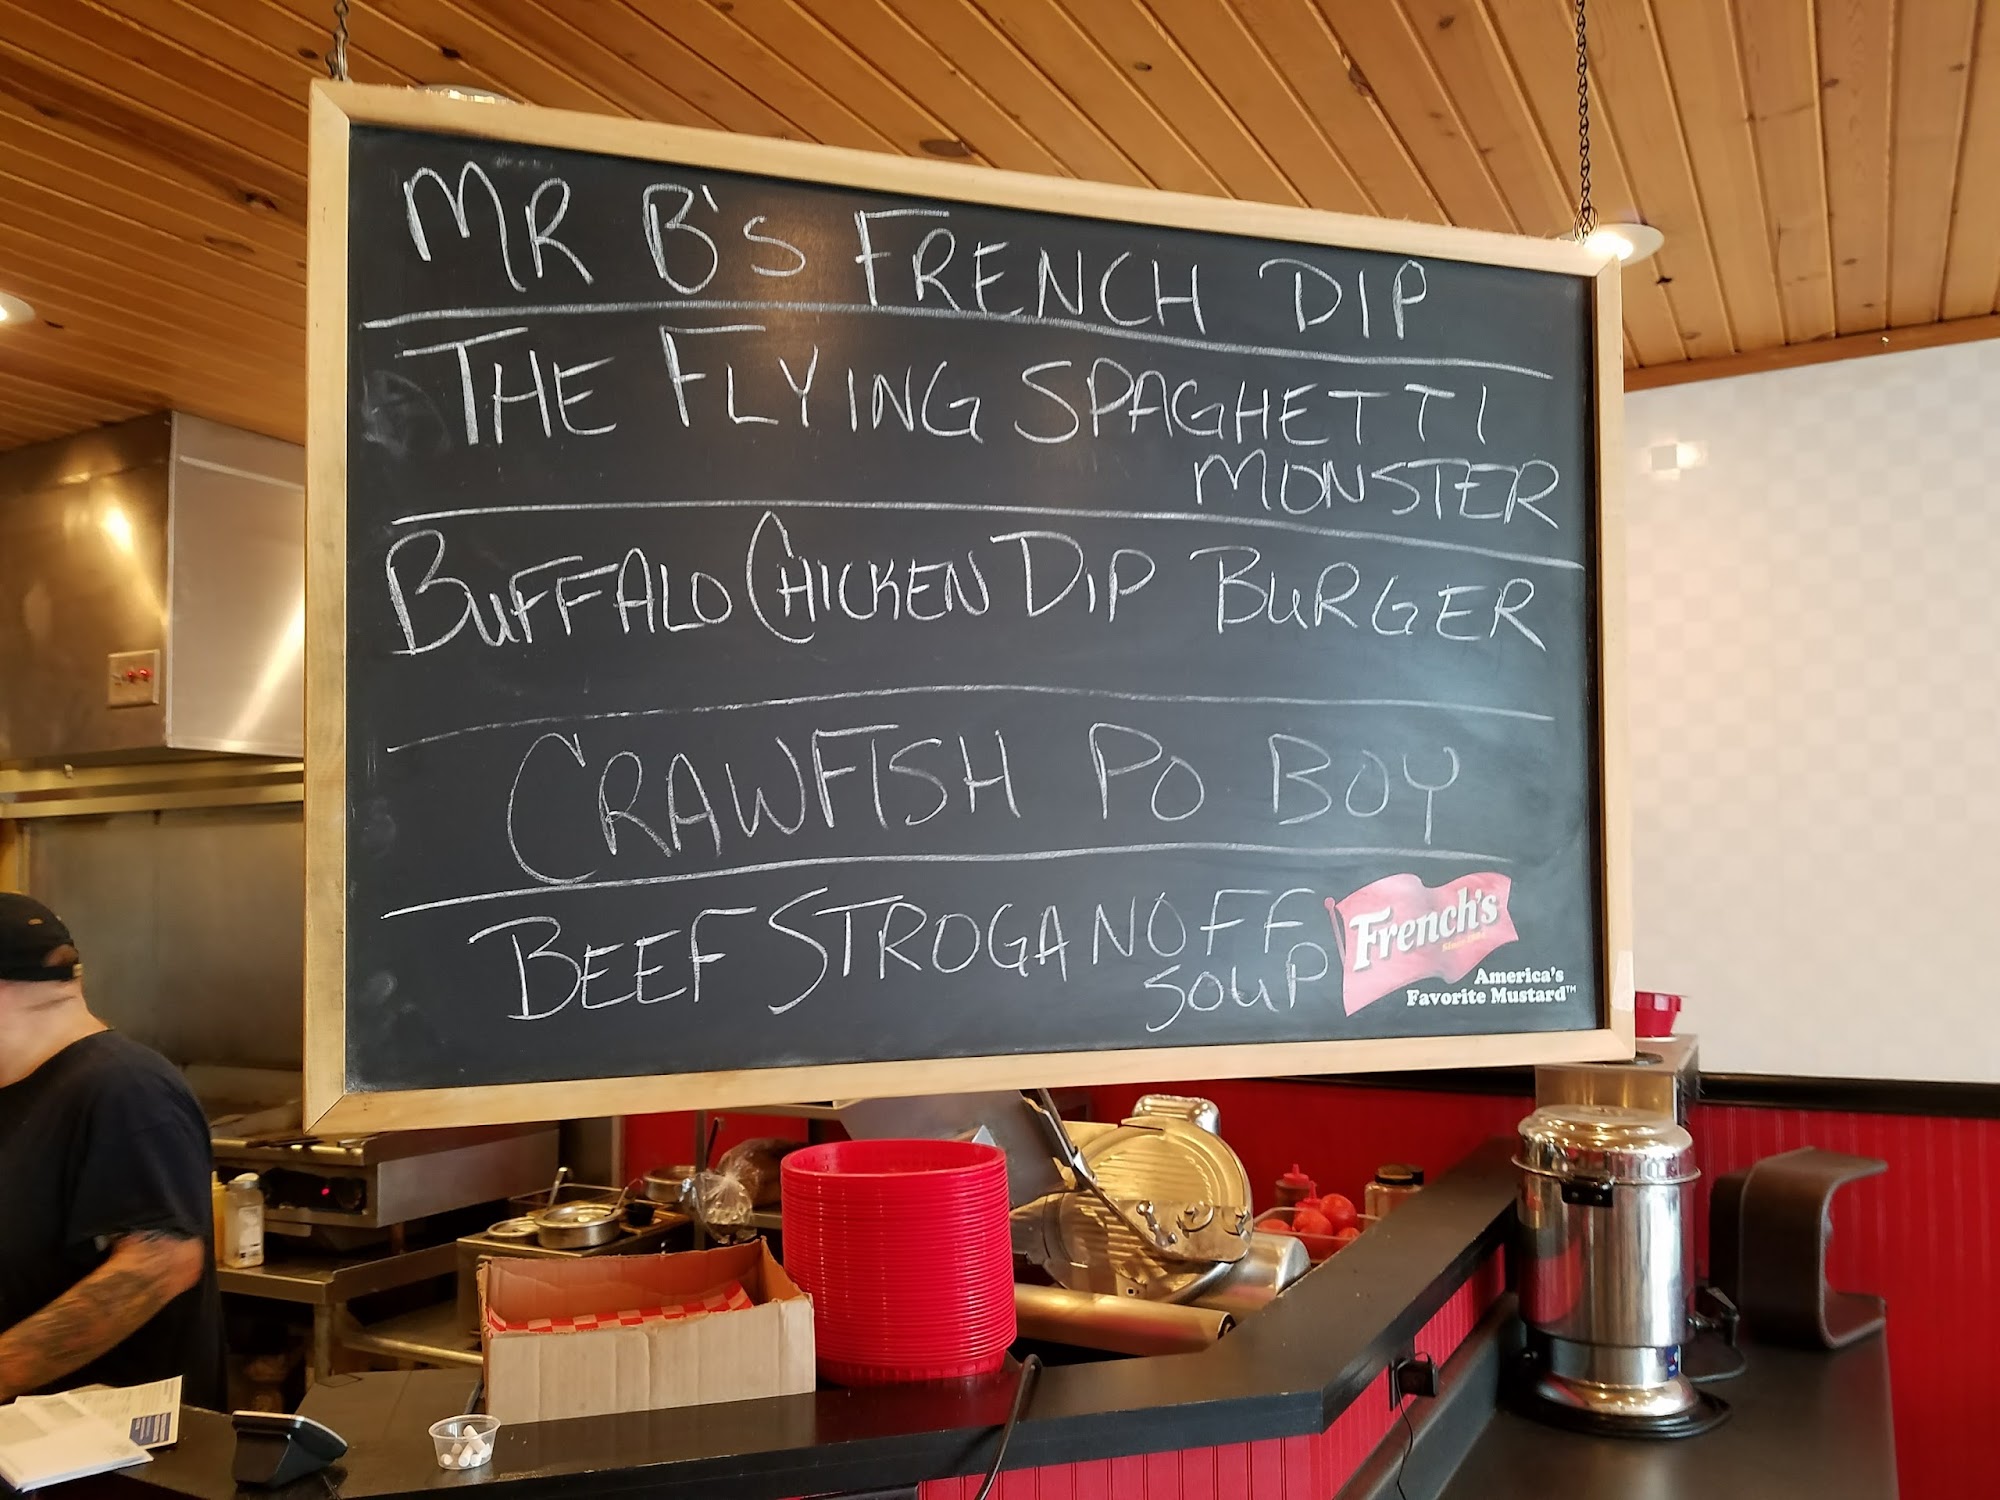 MR B's FRENCH DIP
THE FLYING SPAGHETTI
MONSTER
BUFFALO CHICKEN DIP BURGER
CRAWFISH PO BOY
BEEF STROGANOFF
SOUP
French's
America's
Favorite Mustard™